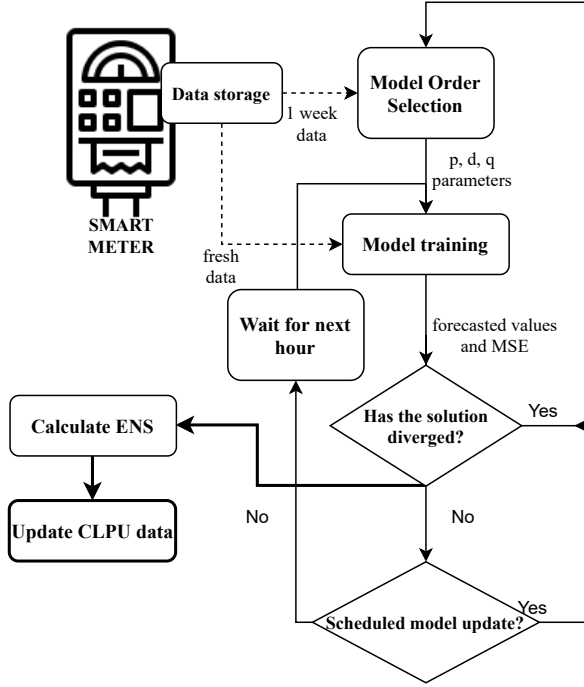 Data storage
Model Order
Selection
1 week
data
p, d, q
parameters
SMART
METER
fresh
data
Model training
Wait for next
hour
forecasted values
and MSE
Has the solution
diverged?
Yes
Calculate ENS
Update CLPU data
No
No
Scheduled model update?
Yes